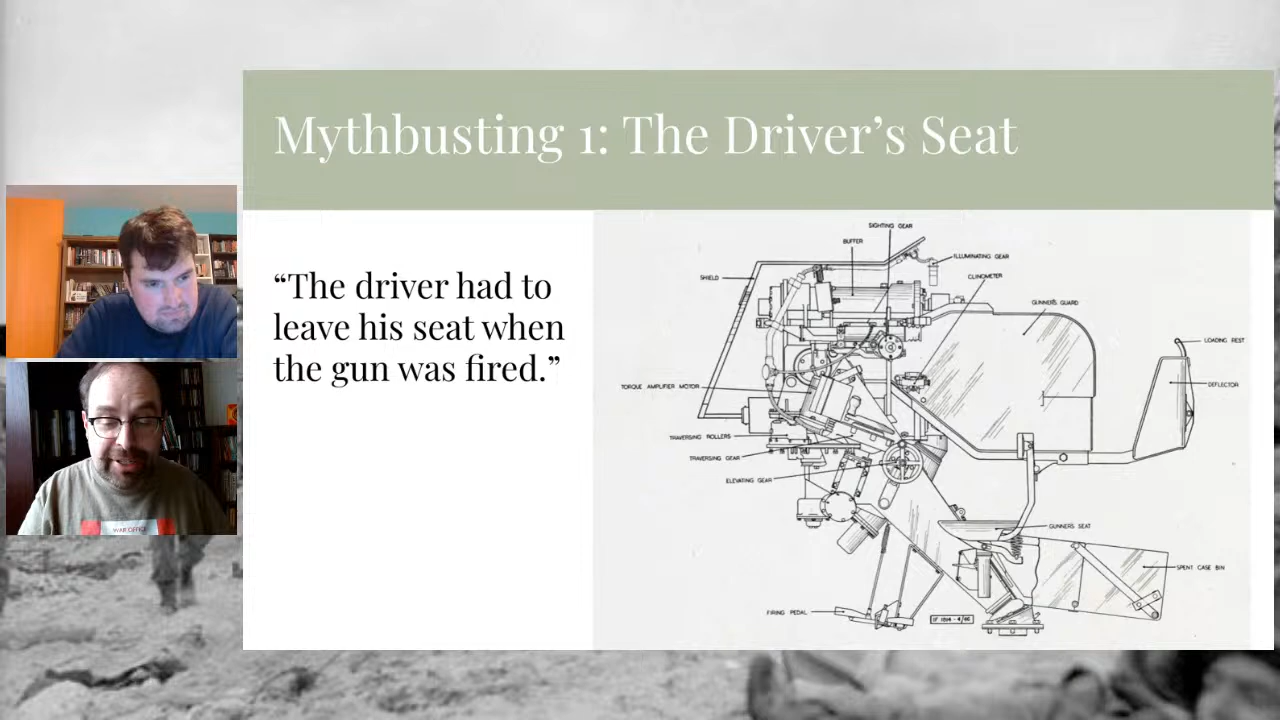 Mythbusting 1: The Driver’s Seat
“The driver had to
leave his seat when
the gun was fired.”
SIGHTING GEAR
BUFFER
ILLUMINATING GEAR
SHIELD
CLINOMETER
GUNNER'S GUARD
LOADING REST
DEFLECTOR
TORQUE AMPLIFIER MOTOR
TRAVERSING ROLLERS
TRAVERSING GEAR
ELEVATING GEAR
GUNNER'S SEAT
SPENT CASE BIN
FIRING PEDAL
WAR OFFICE